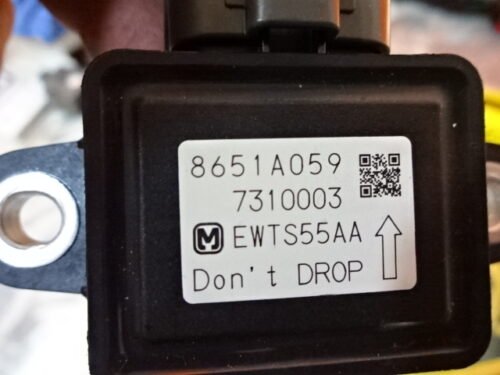 8651A059
7310003
M EWTS55AA
Don't DROP